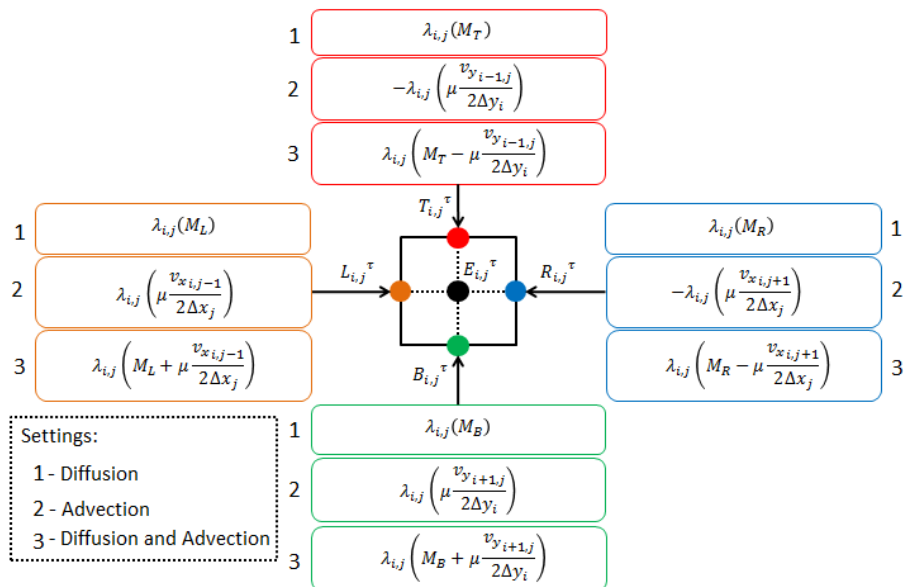 1 λ_{i,j}(M_T)
2 −λ_{i,j}(μ v_{y_{i−1,j}}/2Δy_i)
3 λ_{i,j}(M_T − μ v_{y_{i−1,j}}/2Δy_i)
T_{i,j}^τ
1 λ_{i,j}(M_L)
2 λ_{i,j}(μ v_{x_{i,j−1}}/2Δx_j)
3 λ_{i,j}(M_L + μ v_{x_{i,j−1}}/2Δx_j)
L_{i,j}^τ
E_{i,j}^τ
R_{i,j}^τ
λ_{i,j}(M_R) 1
−λ_{i,j}(μ v_{x_{i,j+1}}/2Δx_j) 2
λ_{i,j}(M_R − μ v_{x_{i,j+1}}/2Δx_j) 3
B_{i,j}^τ
1 λ_{i,j}(M_B)
2 λ_{i,j}(μ v_{y_{i+1,j}}/2Δy_i)
3 λ_{i,j}(M_B + μ v_{y_{i+1,j}}/2Δy_i)
Settings:
1 - Diffusion
2 - Advection
3 - Diffusion and Advection